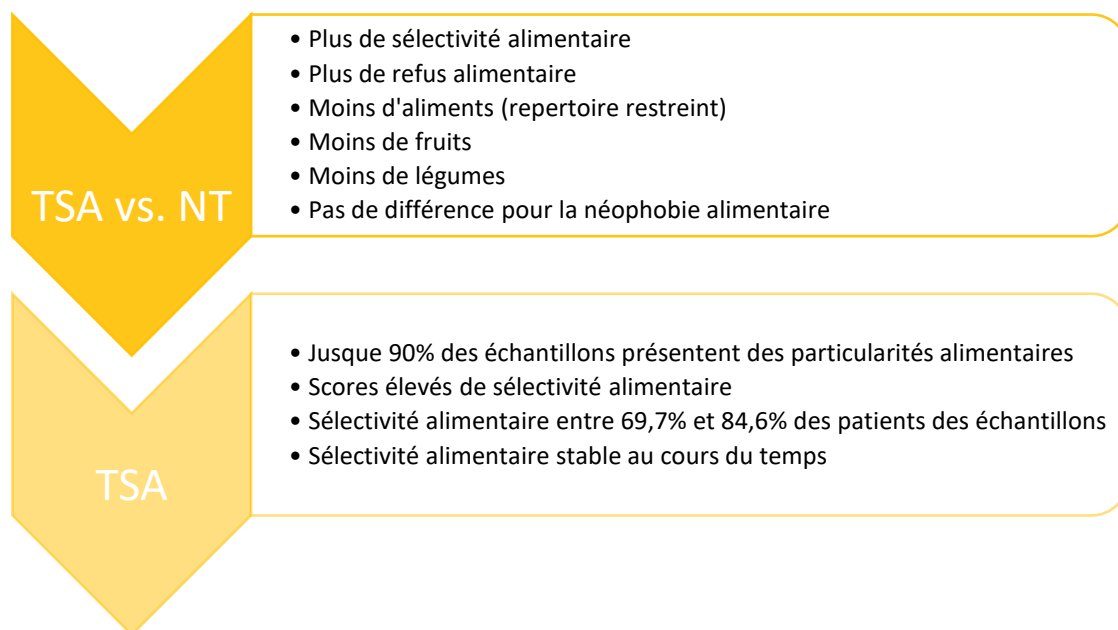 TSA vs. NT
• Plus de sélectivité alimentaire
• Plus de refus alimentaire
• Moins d'aliments (repertoire restreint)
• Moins de fruits
• Moins de légumes
• Pas de différence pour la néophobie alimentaire
TSA
• Jusque 90% des échantillons présentent des particularités alimentaires
• Scores élevés de sélectivité alimentaire
• Sélectivité alimentaire entre 69,7% et 84,6% des patients des échantillons
• Sélectivité alimentaire stable au cours du temps